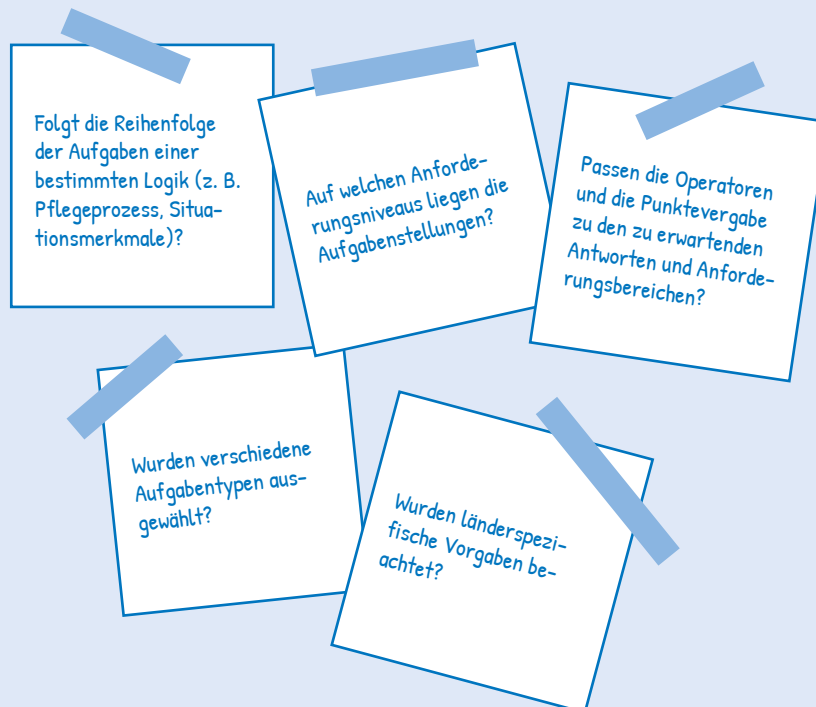 Folgt die Reihenfolge
der Aufgaben einer
bestimmten Logik (z. B.
Pflegeprozess, Situa-
tionsmerkmale)?
Auf welchen Anforde-
rungsniveaus liegen die
Aufgabenstellungen?
Passen die Operatoren
und die Punktevergabe
zu den zu erwartenden
Antworten und Anforde-
rungsbereichen?
Wurden verschiedene
Aufgabentypen aus-
gewählt?
Wurden länderspezi-
fische Vorgaben be-
achtet?